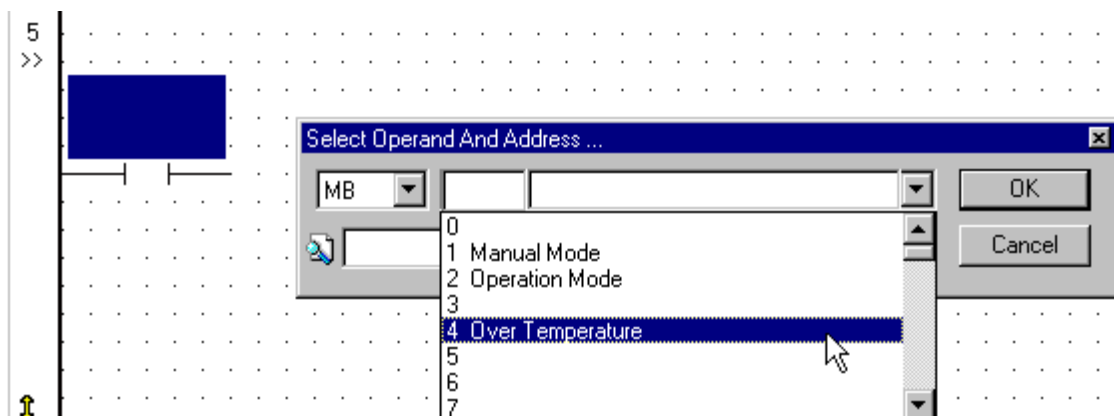 5
>>
Select Operand And Address ...
MB
OK
Cancel
0
1 Manual Mode
2 Operation Mode
3
4 Over Temperature
5
6
7